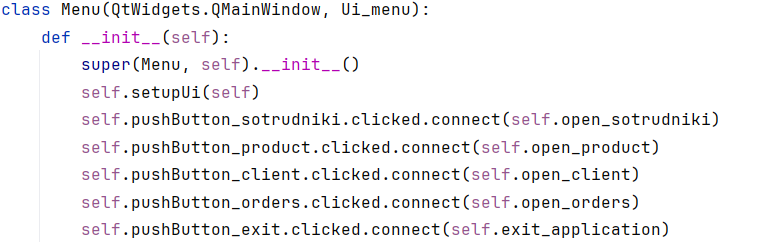 class Menu(QtWidgets.QMainWindow, Ui_menu):
    def __init__(self):
        super(Menu, self).__init__()
        self.setupUi(self)
        self.pushButton_sotrudniki.clicked.connect(self.open_sotrudniki)
        self.pushButton_product.clicked.connect(self.open_product)
        self.pushButton_client.clicked.connect(self.open_client)
        self.pushButton_orders.clicked.connect(self.open_orders)
        self.pushButton_exit.clicked.connect(self.exit_application)